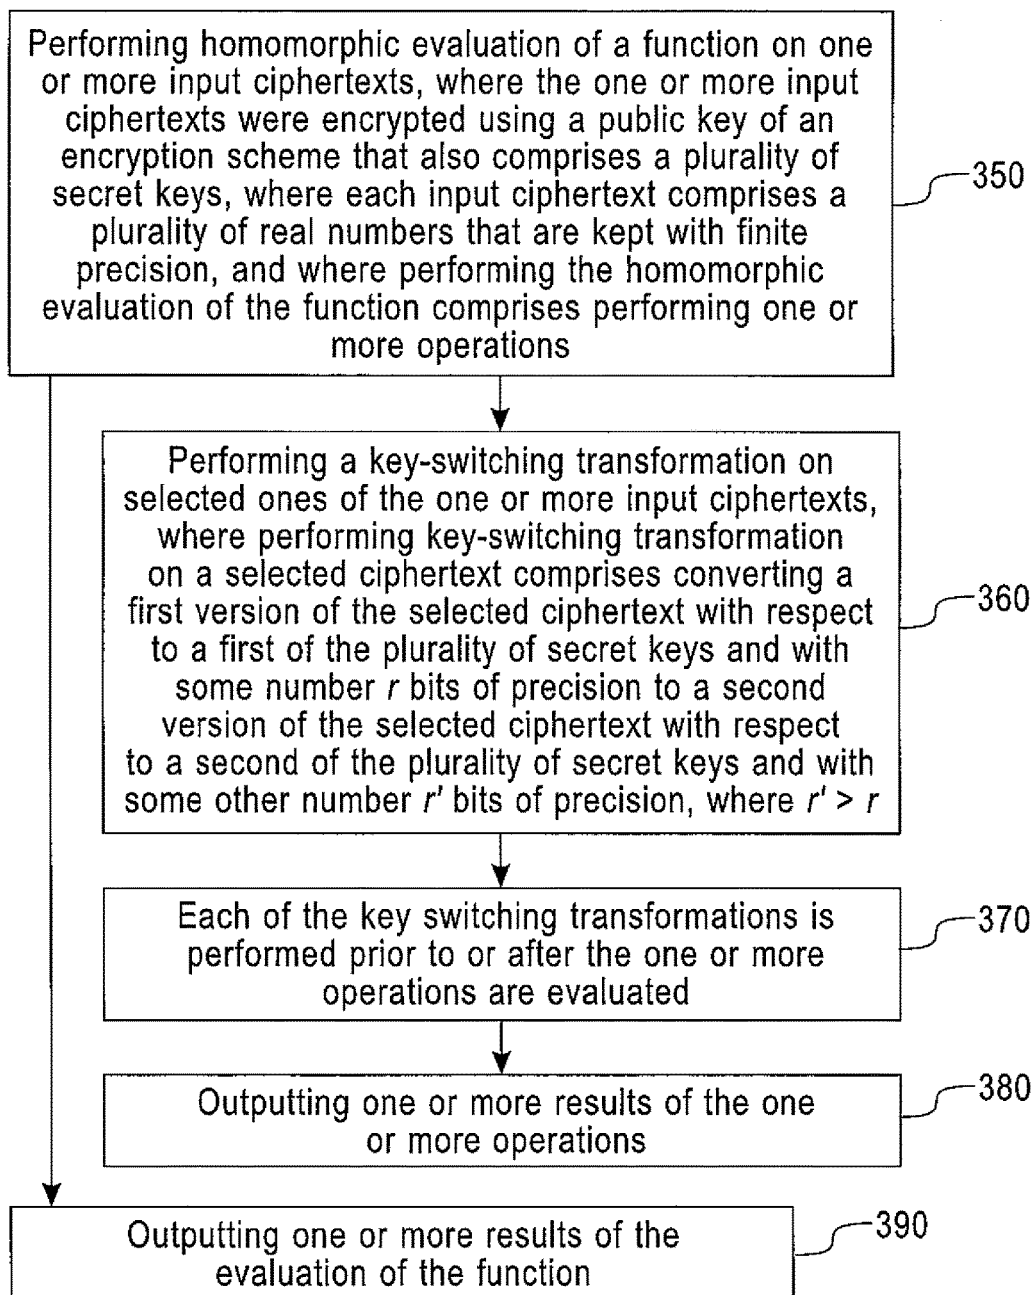 Performing homomorphic evaluation of a function on one
or more input ciphertexts, where the one or more input
ciphertexts were encrypted using a public key of an
encryption scheme that also comprises a plurality of
secret keys, where each input ciphertext comprises a
plurality of real numbers that are kept with finite
precision, and where performing the homomorphic
evaluation of the function comprises performing one or
more operations
350
Performing a key-switching transformation on
selected ones of the one or more input ciphertexts,
where performing key-switching transformation
on a selected ciphertext comprises converting a
first version of the selected ciphertext with respect
to a first of the plurality of secret keys and with
some number r bits of precision to a second
version of the selected ciphertext with respect
to a second of the plurality of secret keys and with
some other number r' bits of precision, where r' > r
360
Each of the key switching transformations is
performed prior to or after the one or more
operations are evaluated
370
Outputting one or more results of the one
or more operations
380
Outputting one or more results of the
evaluation of the function
390